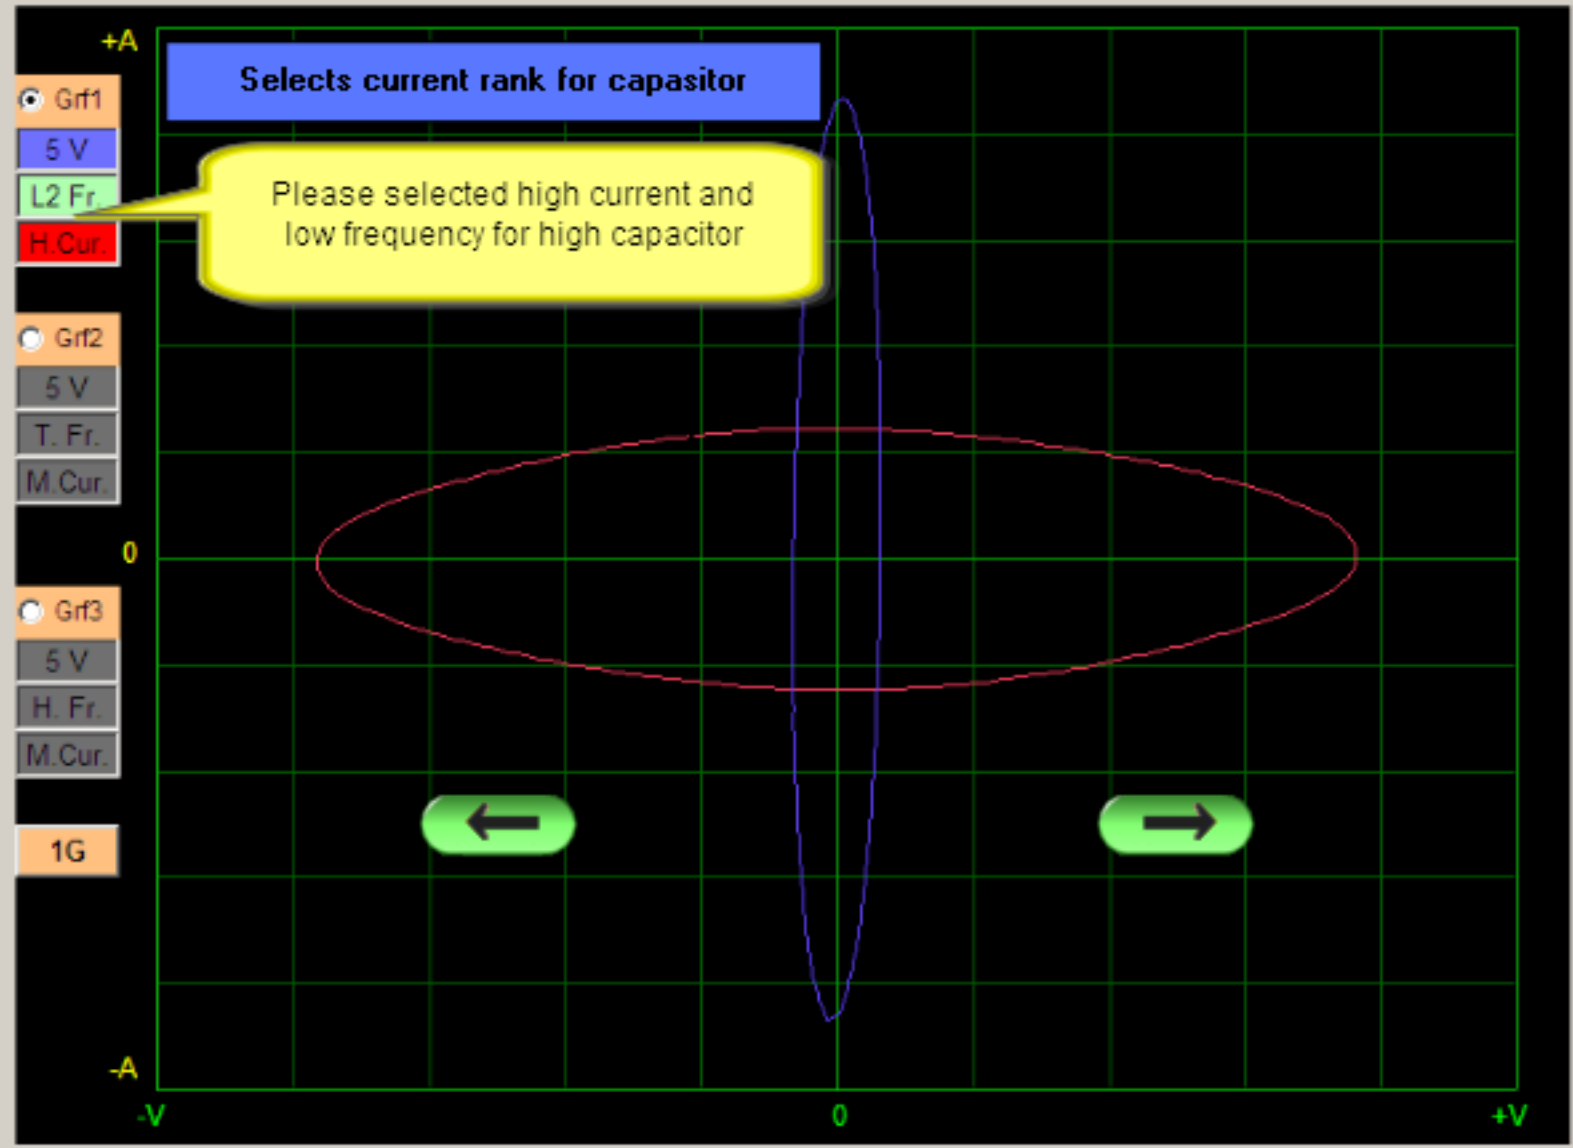 +A
Selects current rank for capasitor
Grf1
5 V
L2 Fr.
H.Cur.
Please selected high current and
low frequency for high capacitor
Grf2
5 V
T. Fr.
M.Cur.
0
Grf3
5 V
H. Fr.
M.Cur.
1G
-A
-V
0
+V